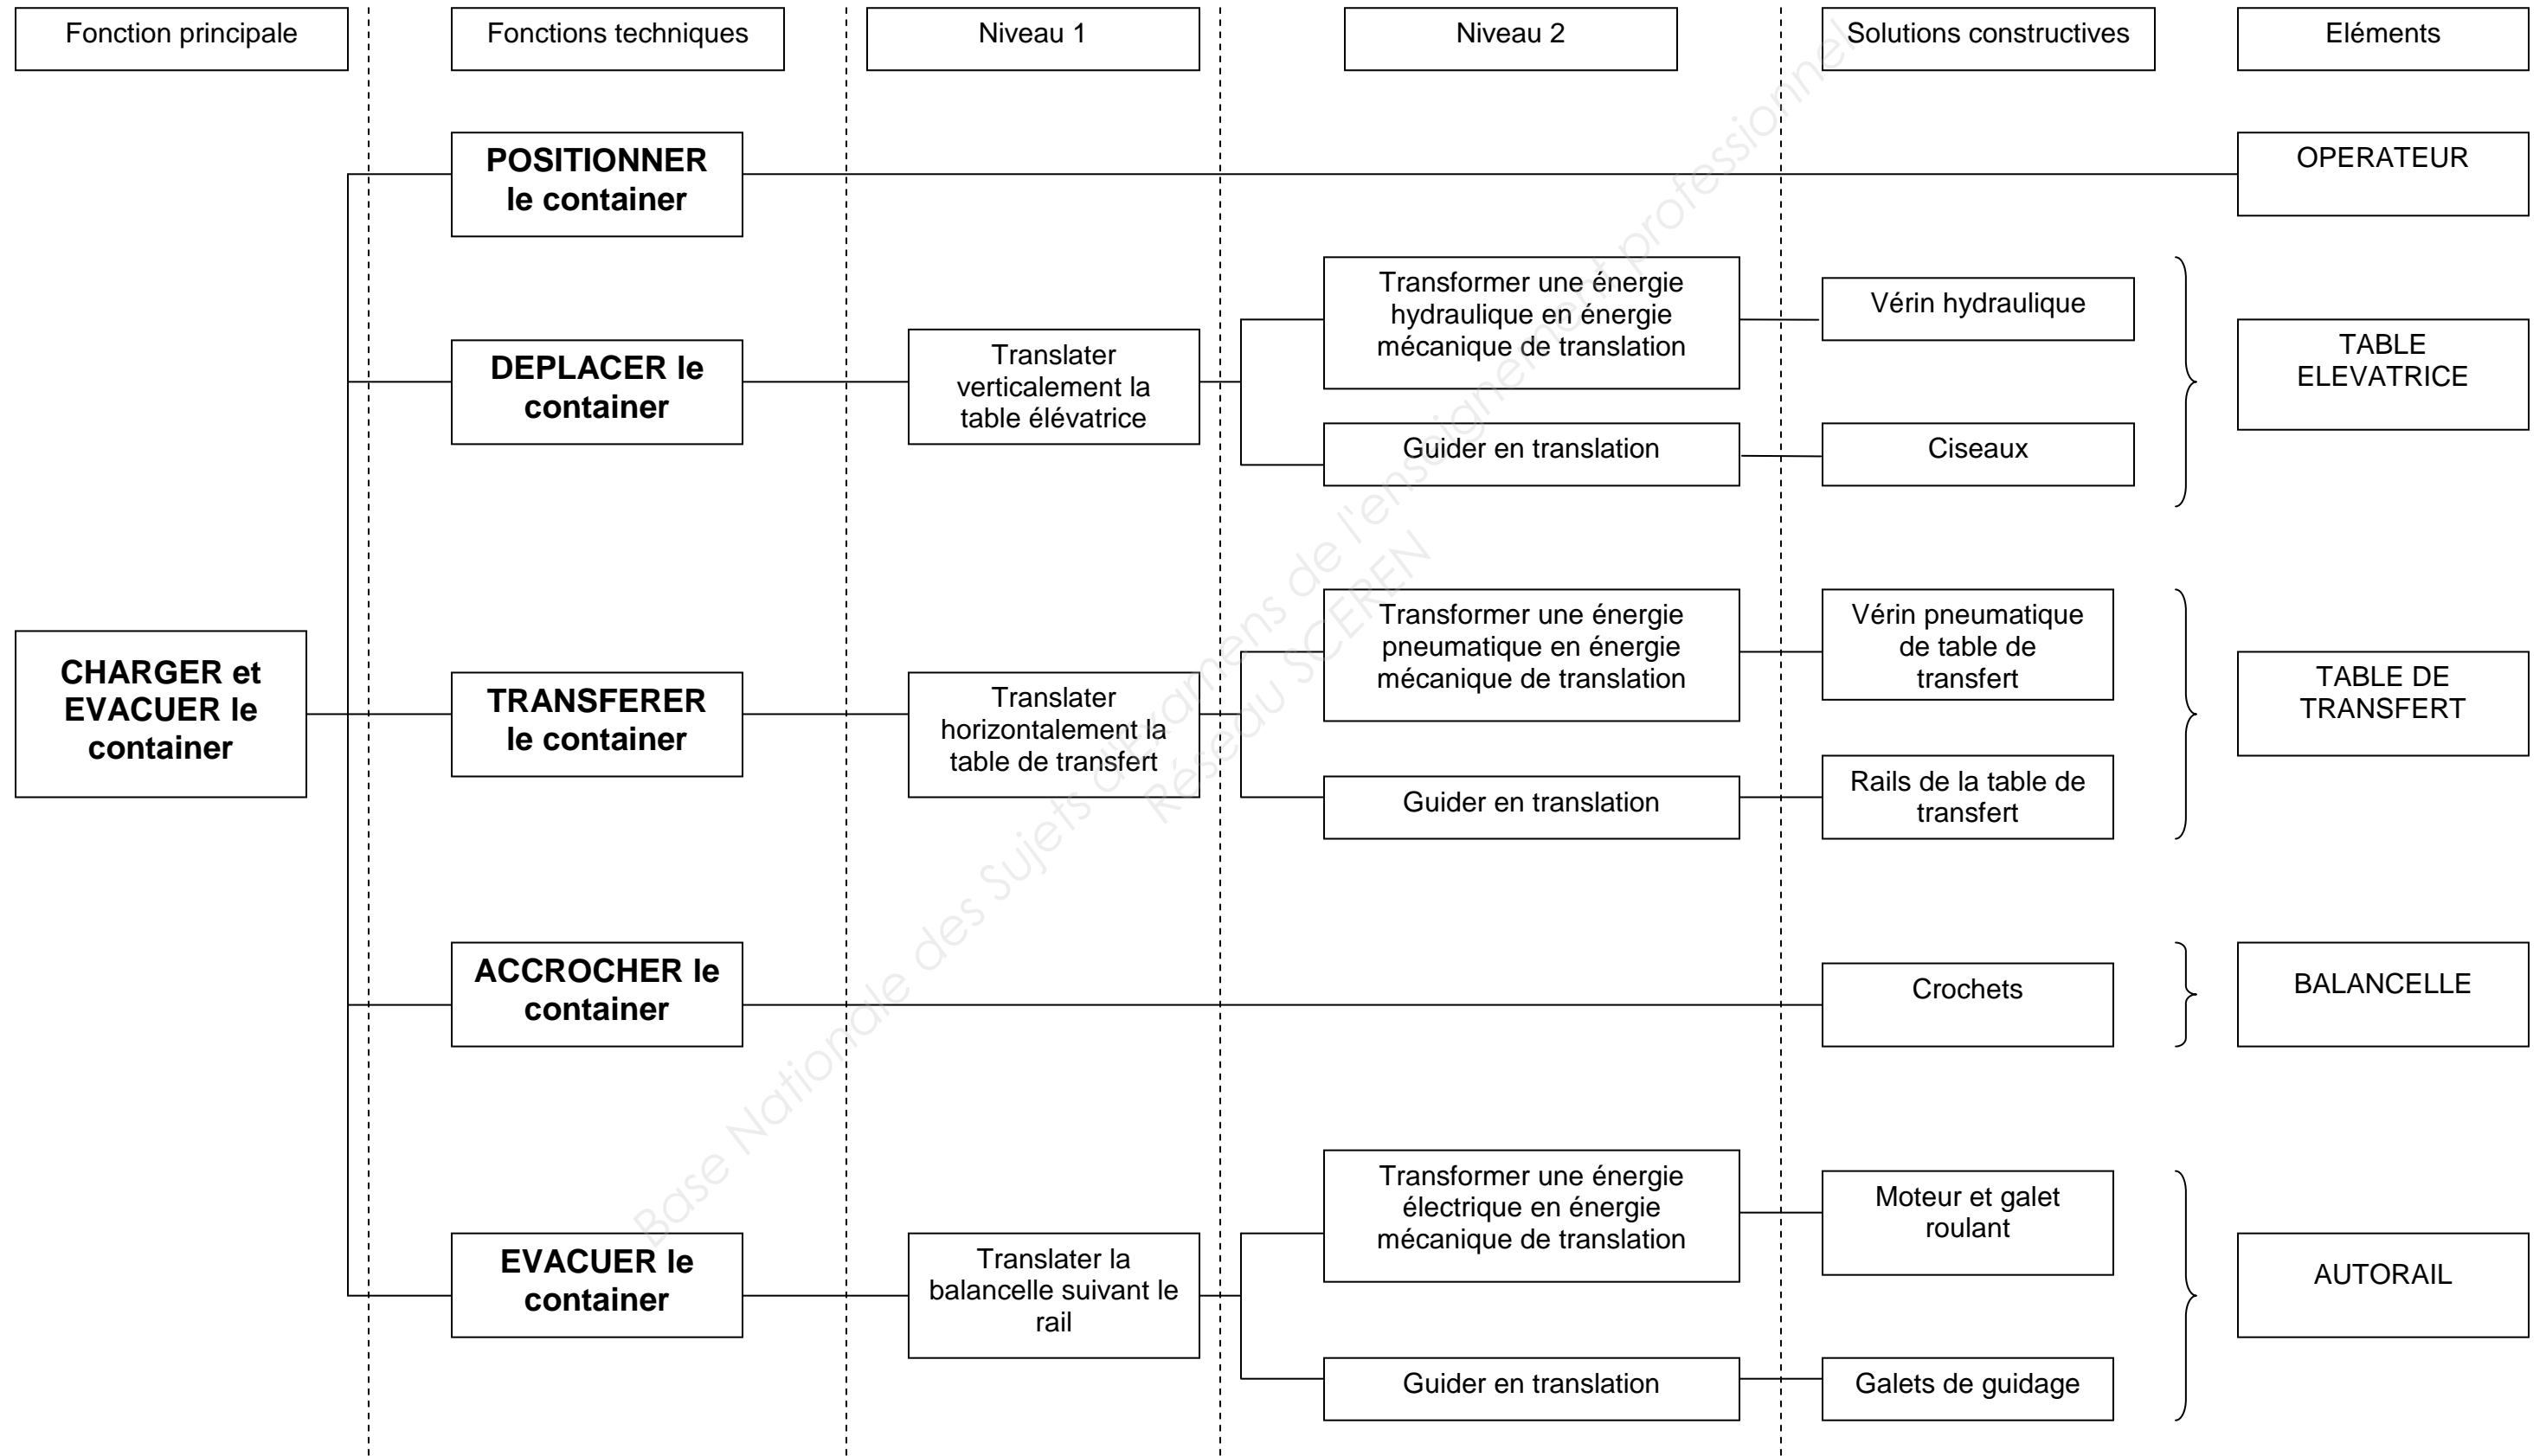 Fonction principale
Fonctions techniques
Niveau 1
Niveau 2
Solutions constructives
Eléments
POSITIONNER
le container
OPERATEUR
DEPLACER le
container
Translater
verticalement la
table élévatrice
Transformer une énergie
hydraulique en énergie
mécanique de translation
Vérin hydraulique
Guider en translation
Ciseaux
TABLE
ELEVATRICE
CHARGER et
EVACUER le
container
TRANSFERER
le container
Translater
horizontalement la
table de transfert
Transformer une énergie
pneumatique en énergie
mécanique de translation
Vérin pneumatique
de table de
transfert
Guider en translation
Rails de la table de
transfert
TABLE DE
TRANSFERT
ACCROCHER le
container
Crochets
BALANCELLE
EVACUER le
container
Translater la
balancelle suivant le
rail
Transformer une énergie
électrique en énergie
mécanique de translation
Moteur et galet
roulant
Guider en translation
Galets de guidage
AUTORAIL
Base Nationale des Sujets d'Examens de l'enseignement professionnel
Réseau SCEREN